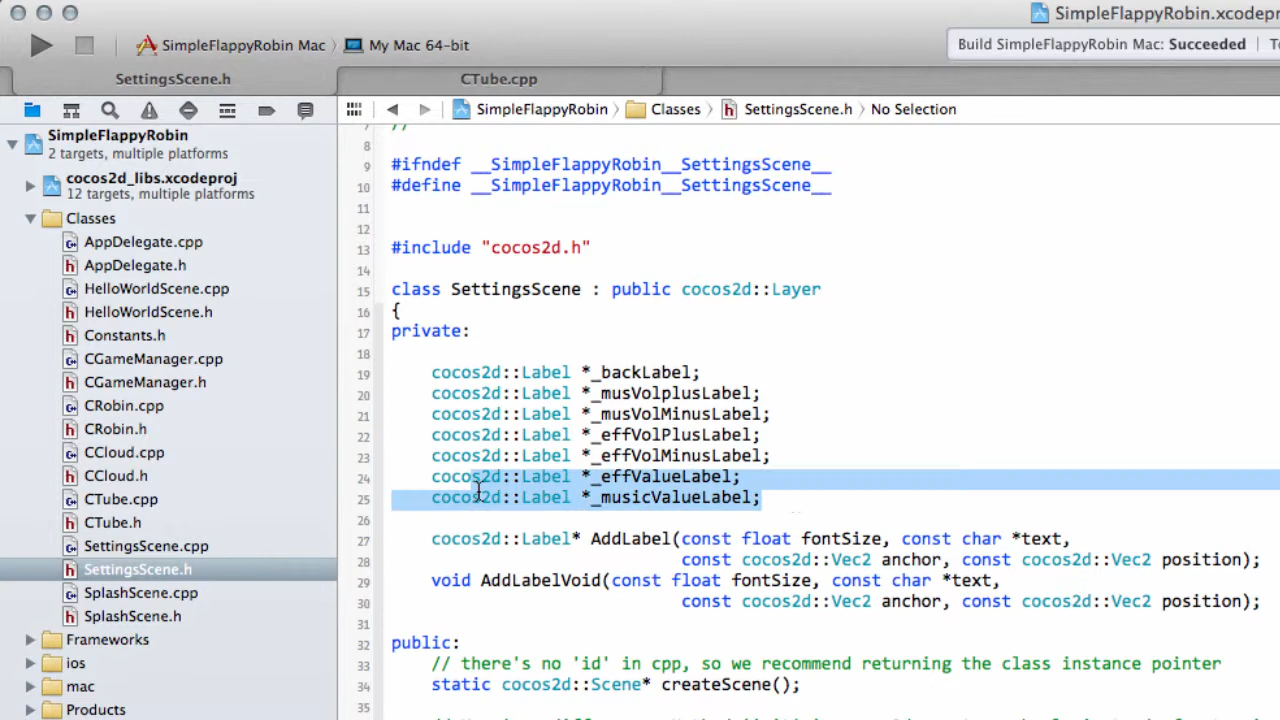 SimpleFlappyRobin.xcodepr
SimpleFlappyRobin Mac My Mac 64-bit
Build SimpleFlappyRobin Mac: Succeeded
SettingsScene.h CTube.cpp
SimpleFlappyRobin Classes SettingsScene.h No Selection
SimpleFlappyRobin
2 targets, multiple platforms
cocos2d_libs.xcodeproj
12 targets, multiple platforms
Classes
AppDelegate.cpp
AppDelegate.h
HelloWorldScene.cpp
HelloWorldScene.h
Constants.h
CGameManager.cpp
CGameManager.h
CRobin.cpp
CRobin.h
CCloud.cpp
CCloud.h
CTube.cpp
CTube.h
SettingsScene.cpp
SettingsScene.h
SplashScene.cpp
SplashScene.h
Frameworks
ios
mac
Products
7 //
8
9 #ifndef __SimpleFlappyRobin__SettingsScene__
10 #define __SimpleFlappyRobin__SettingsScene__
11
12
13 #include "cocos2d.h"
14
15 class SettingsScene : public cocos2d::Layer
16 {
17 private:
18
19 cocos2d::Label *_backLabel;
20 cocos2d::Label *_musVolplusLabel;
21 cocos2d::Label *_musVolMinusLabel;
22 cocos2d::Label *_effVolPlusLabel;
23 cocos2d::Label *_effVolMinusLabel;
24 cocos2d::Label *_effValueLabel;
25 cocos2d::Label *_musicValueLabel;
26
27 cocos2d::Label* AddLabel(const float fontSize, const char *text,
28 const cocos2d::Vec2 anchor, const cocos2d::Vec2 position);
29 void AddLabelVoid(const float fontSize, const char *text,
30 const cocos2d::Vec2 anchor, const cocos2d::Vec2 position);
31
32 public:
33 // there's no 'id' in cpp, so we recommend returning the class instance pointer
34 static cocos2d::Scene* createScene();
35